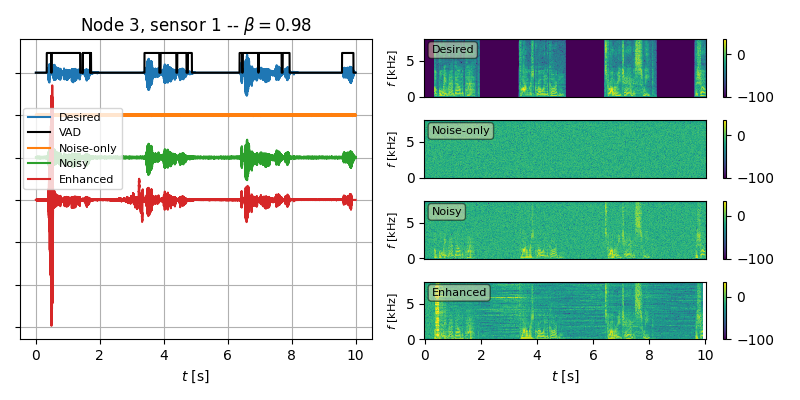 Node 3, sensor 1 -- β = 0.98
Desired
VAD
Noise-only
Noisy
Enhanced
0 2 4 6 8 10
t [s]
f [kHz]
5
0
Desired
0
−100
f [kHz]
5
0
Noise-only
0
−100
f [kHz]
5
0
Noisy
0
−100
f [kHz]
5
0
Enhanced
0
−100
0 2 4 6 8 10
t [s]